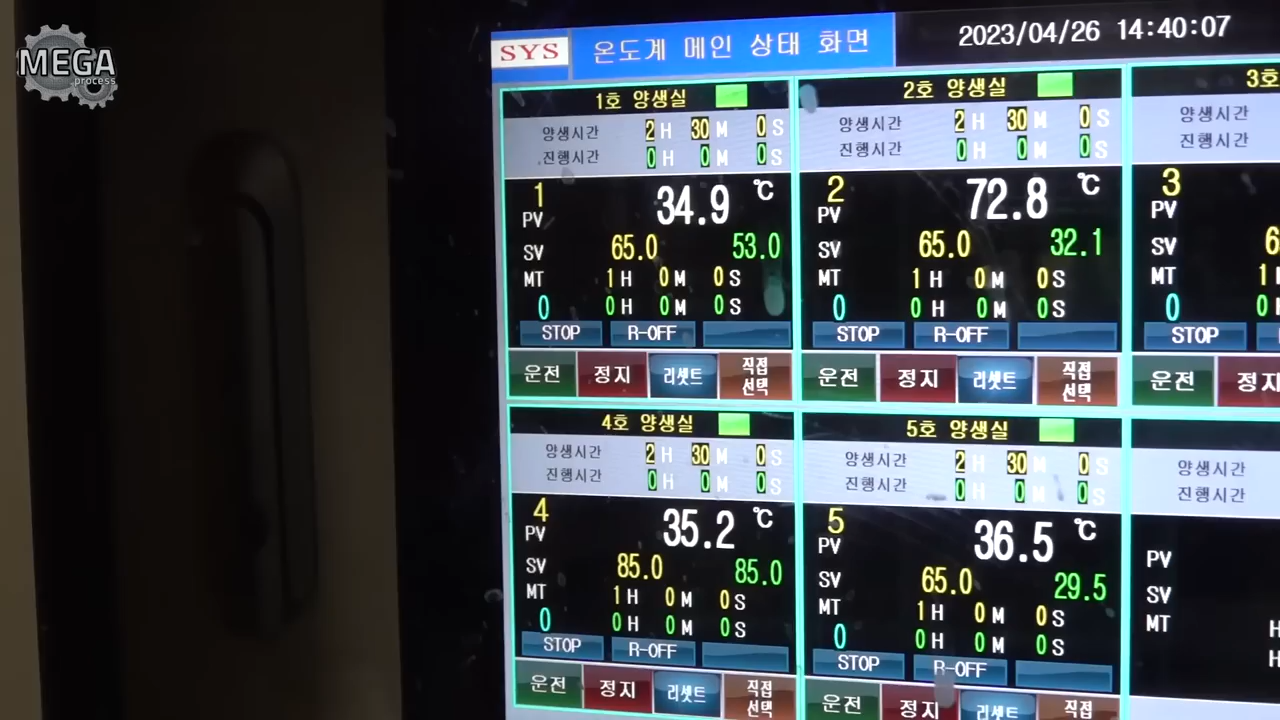 MEGA
process
SYS 온도계 메인 상태 화면 2023/04/26 14:40:07
1호 양생실
양생시간 2 H 30 M 0 S
진행시간 0 H 0 M 0 S
1
PV 34.9 ℃
SV 65.0 53.0
MT 1 H 0 M 0 S
0 0 H 0 M 0 S
STOP R-OFF
운전 정지 리셋트 직접
선택
2호 양생실
양생시간 2 H 30 M 0 S
진행시간 0 H 0 M 0 S
2
PV 72.8 ℃
SV 65.0 32.1
MT 1 H 0 M 0 S
0 0 H 0 M 0 S
STOP R-OFF
운전 정지 리셋트 직접
선택
3호
양생시간
진행시간
3
PV
SV 6
MT 1
0 0
STOP
운전 정지
4호 양생실
양생시간 2 H 30 M 0 S
진행시간 0 H 0 M 0 S
4
PV 35.2 ℃
SV 85.0 85.0
MT 1 H 0 M 0 S
0 0 H 0 M 0 S
STOP R-OFF
운전 정지 리셋트 직접
선택
5호 양생실
양생시간 2 H 30 M 0 S
진행시간 0 H 0 M 0 S
5
PV 36.5 ℃
SV 65.0 29.5
MT 1 H 0 M 0 S
0 0 H 0 M 0 S
STOP R-OFF
운전 정지 리셋트 직접
양생시간
진행시간
PV
SV
MT H
H